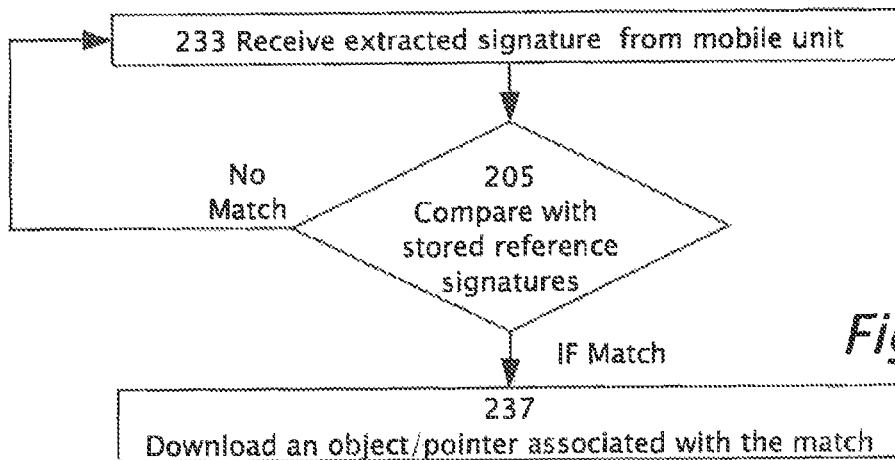 233 Receive extracted signature from mobile unit
No
Match
205
Compare with
stored reference
signatures
IF Match
Fig
237
Download an object/pointer associated with the match